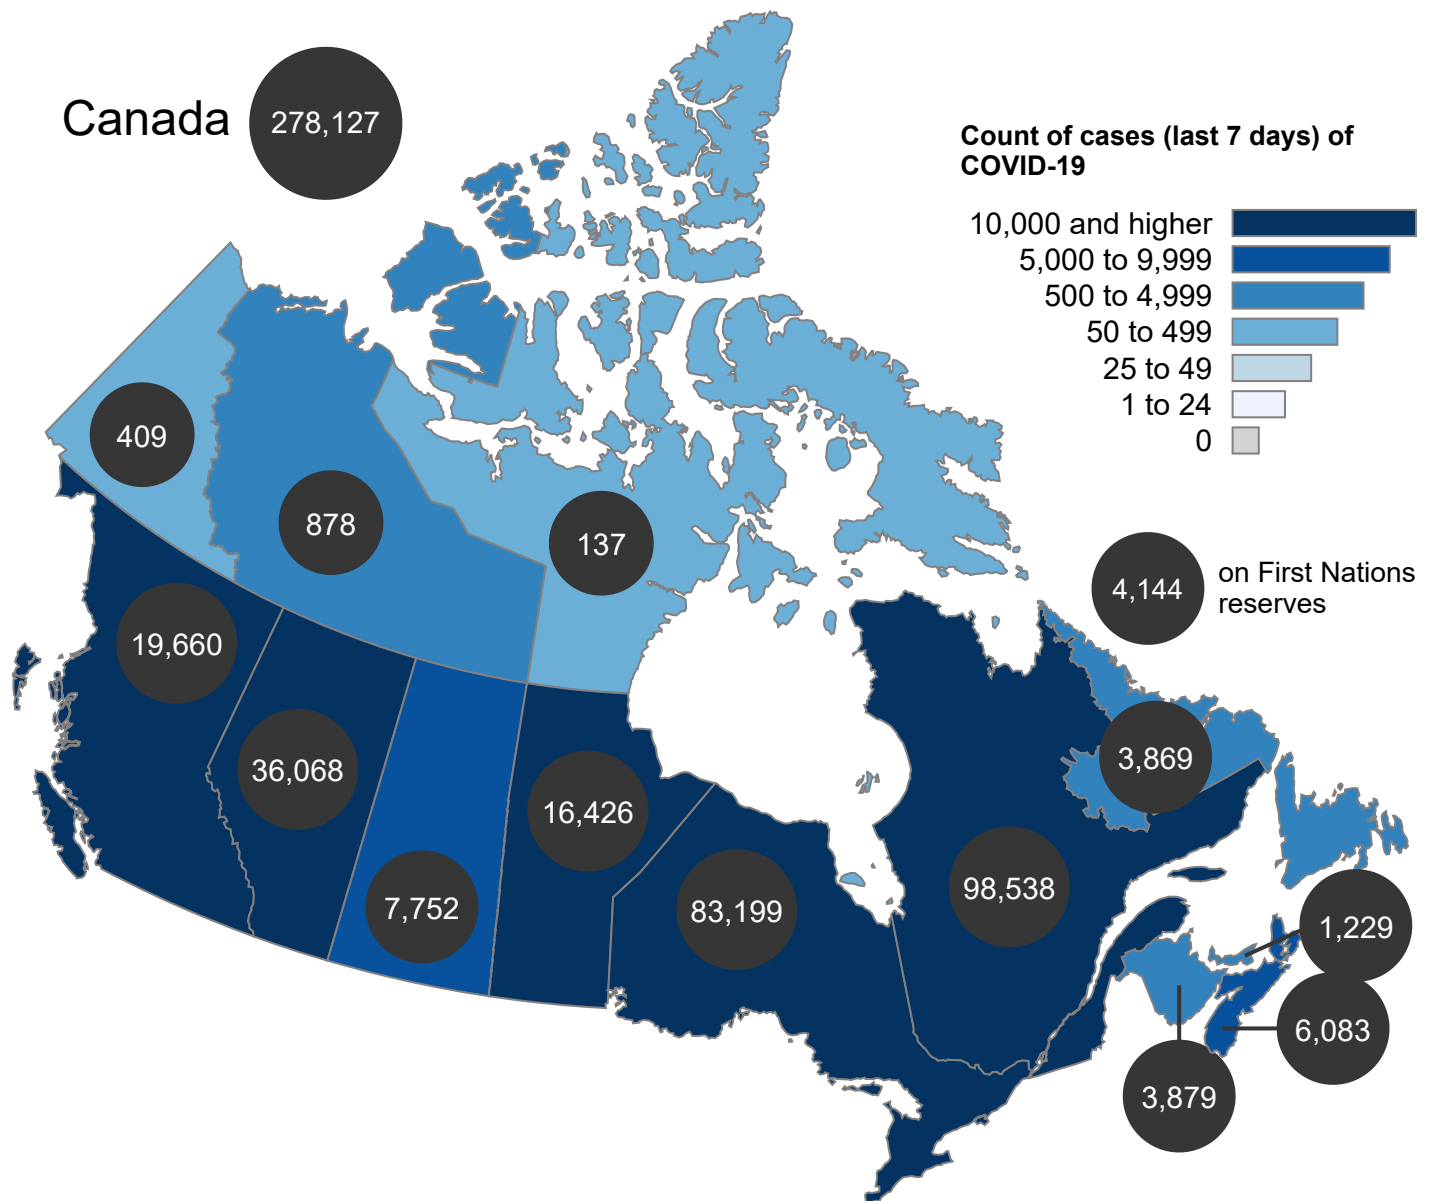 Canada
278,127
Count of cases (last 7 days) of
COVID-19
10,000 and higher
5,000 to 9,999
500 to 4,999
50 to 499
25 to 49
1 to 24
0
409
878
137
4,144
on First Nations
reserves
19,660
36,068
7,752
16,426
83,199
98,538
3,869
1,229
6,083
3,879